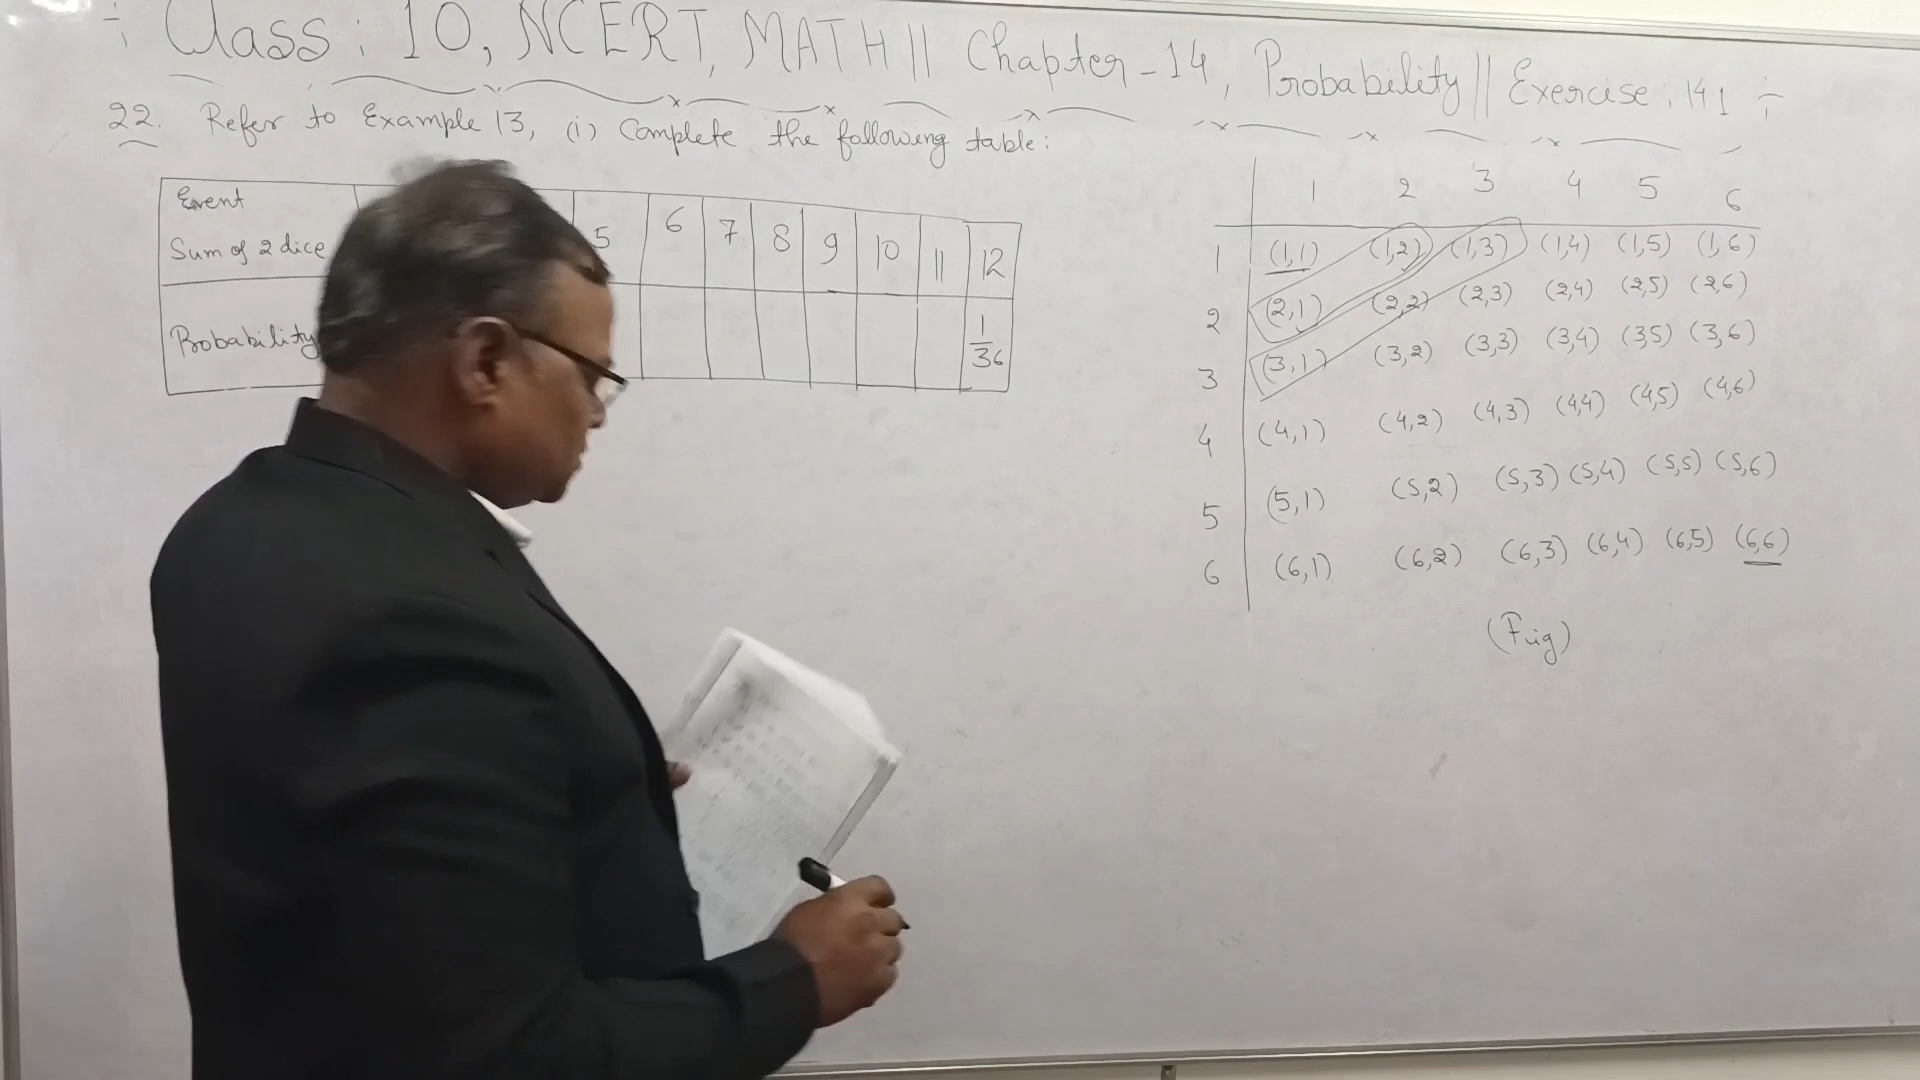 ÷ Class : 10, NCERT, MATH || Chapter - 14, Probability || Exercise : 14.1 ÷
22. Refer to Example 13, (i) Complete the following table :
Event
Sum of 2 dice 5 6 7 8 9 10 11 12
Probability 1/36
1 2 3 4 5 6
1 (1,1) (1,2) (1,3) (1,4) (1,5) (1,6)
2 (2,1) (2,2) (2,3) (2,4) (2,5) (2,6)
3 (3,1) (3,2) (3,3) (3,4) (3,5) (3,6)
4 (4,1) (4,2) (4,3) (4,4) (4,5) (4,6)
5 (5,1) (5,2) (5,3) (5,4) (5,5) (5,6)
6 (6,1) (6,2) (6,3) (6,4) (6,5) (6,6)
(Fig)